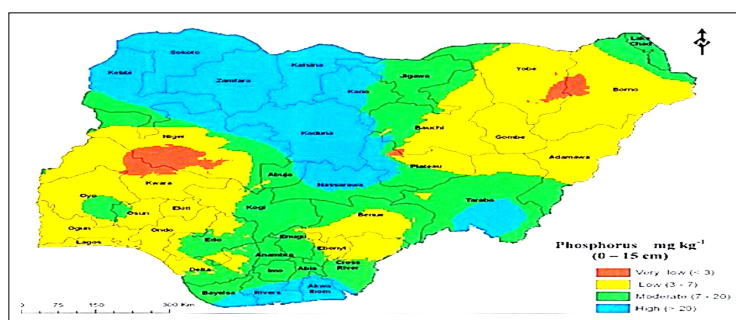 Lake
Chad
Sokoto
Katsina
Yobe
Kebbi
Zamfara
Jigawa
Kano
Borno
Bauchi
Kaduna
Gombe
Niger
Adamawa
Plateau
Abuja
Nassarawa
Kwara
Taraba
Oyo
Kogi
Osun
Ekiti
Benue
Ogun
Ondo
Edo
Enugu
Lagos
Ebonyi
Anambra
Delta
Cross
River
Imo
Abia
Bayelsa
Rivers
Akwa
Ibom
Phosphorus mg kg⁻¹
(0 – 15 cm)
Very low (< 3)
Low (3 - 7)
Moderate (7 - 20)
High (> 20)
0 75 150 300 Km